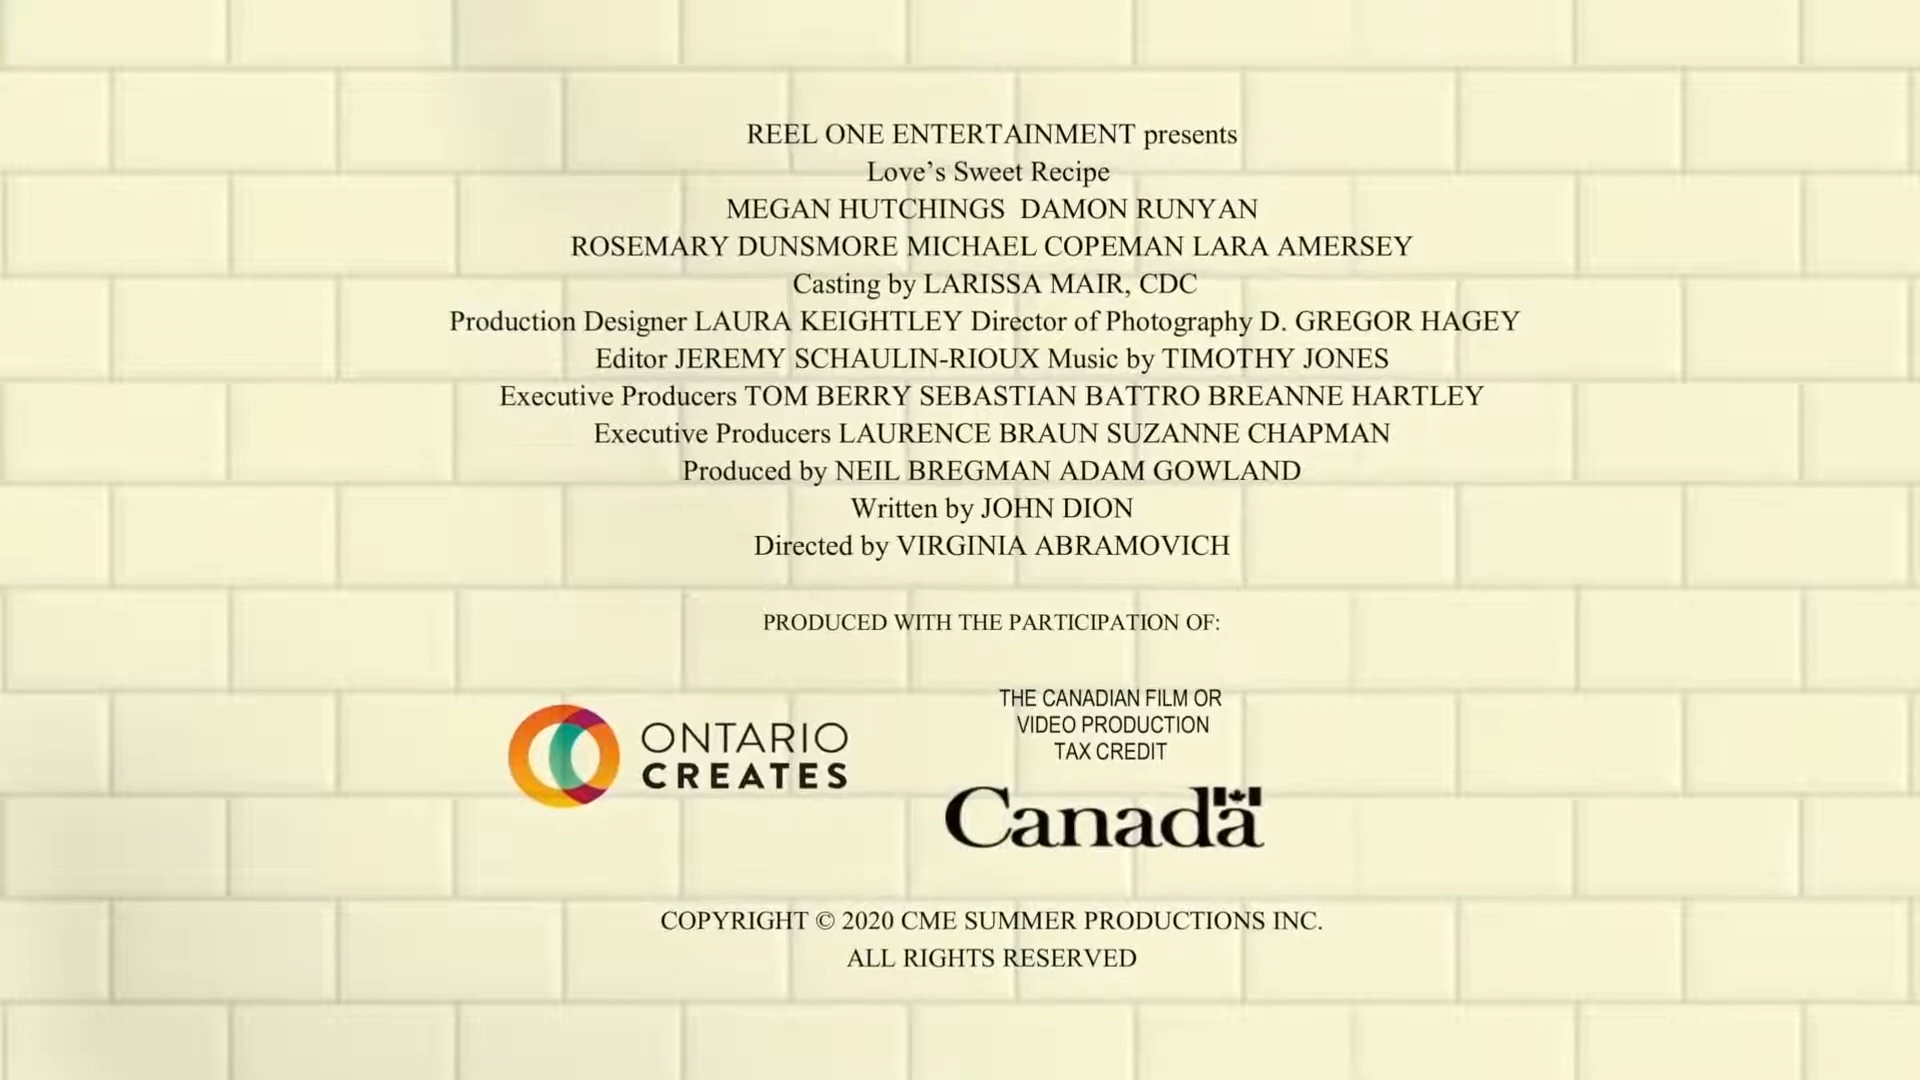 REEL ONE ENTERTAINMENT presents
Love’s Sweet Recipe
MEGAN HUTCHINGS  DAMON RUNYAN
ROSEMARY DUNSMORE MICHAEL COPEMAN LARA AMERSEY
Casting by LARISSA MAIR, CDC
Production Designer LAURA KEIGHTLEY Director of Photography D. GREGOR HAGEY
Editor JEREMY SCHAULIN-RIOUX Music by TIMOTHY JONES
Executive Producers TOM BERRY SEBASTIAN BATTRO BREANNE HARTLEY
Executive Producers LAURENCE BRAUN SUZANNE CHAPMAN
Produced by NEIL BREGMAN ADAM GOWLAND
Written by JOHN DION
Directed by VIRGINIA ABRAMOVICH
PRODUCED WITH THE PARTICIPATION OF:
ONTARIO
CREATES
THE CANADIAN FILM OR
VIDEO PRODUCTION
TAX CREDIT
Canada
COPYRIGHT © 2020 CME SUMMER PRODUCTIONS INC.
ALL RIGHTS RESERVED